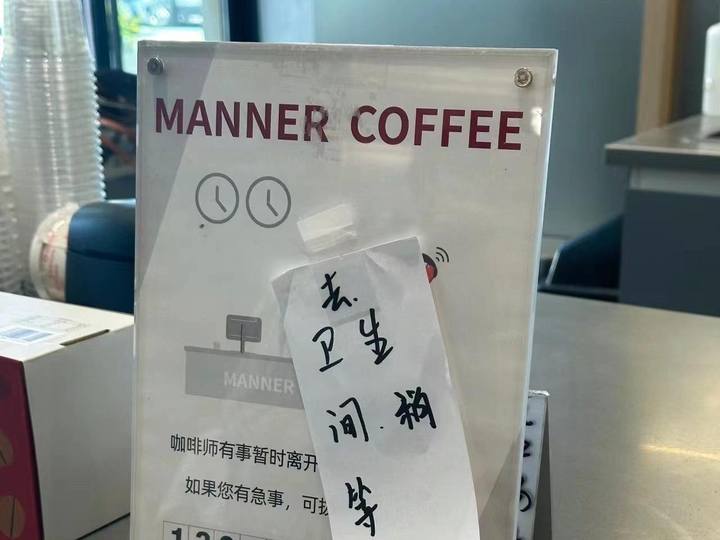 MANNER COFFEE
去.
卫生
间.稍
等
MANNER
咖啡师有事暂时离开
如果您有急事，可拨